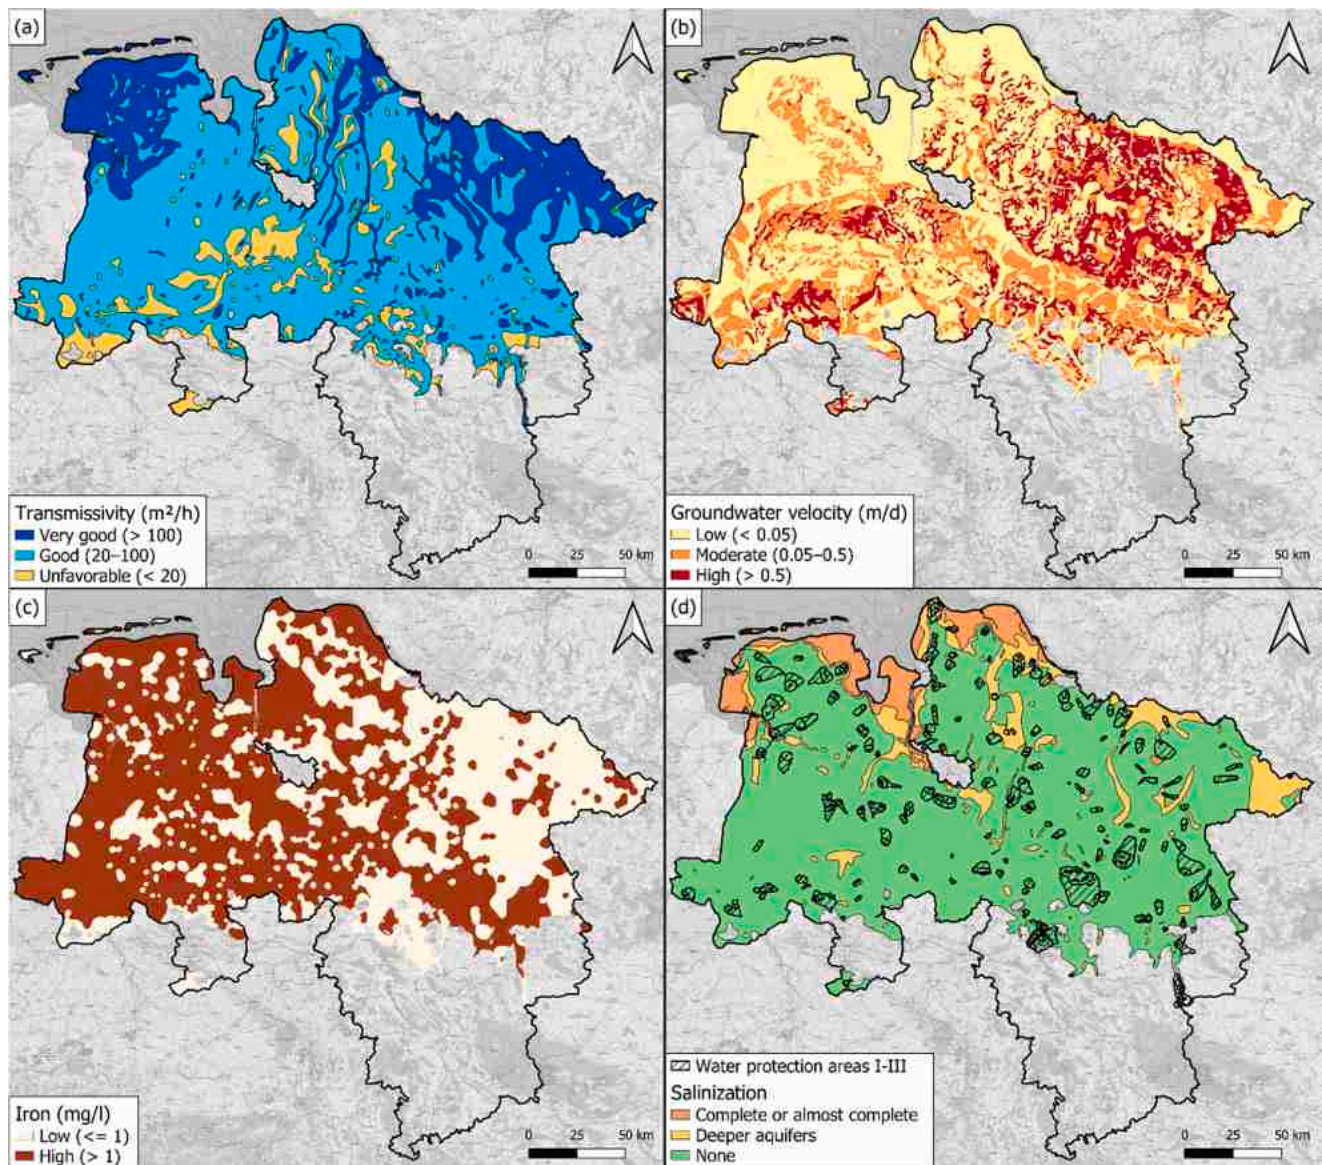 (a)
Transmissivity (m²/h)
Very good (> 100)
Good (20–100)
Unfavorable (< 20)
0 25 50 km
(b)
Groundwater velocity (m/d)
Low (< 0.05)
Moderate (0.05–0.5)
High (> 0.5)
0 25 50 km
(c)
Iron (mg/l)
Low (<= 1)
High (> 1)
0 25 50 km
(d)
Water protection areas I-III
Salinization
Complete or almost complete
Deeper aquifers
None
0 25 50 km